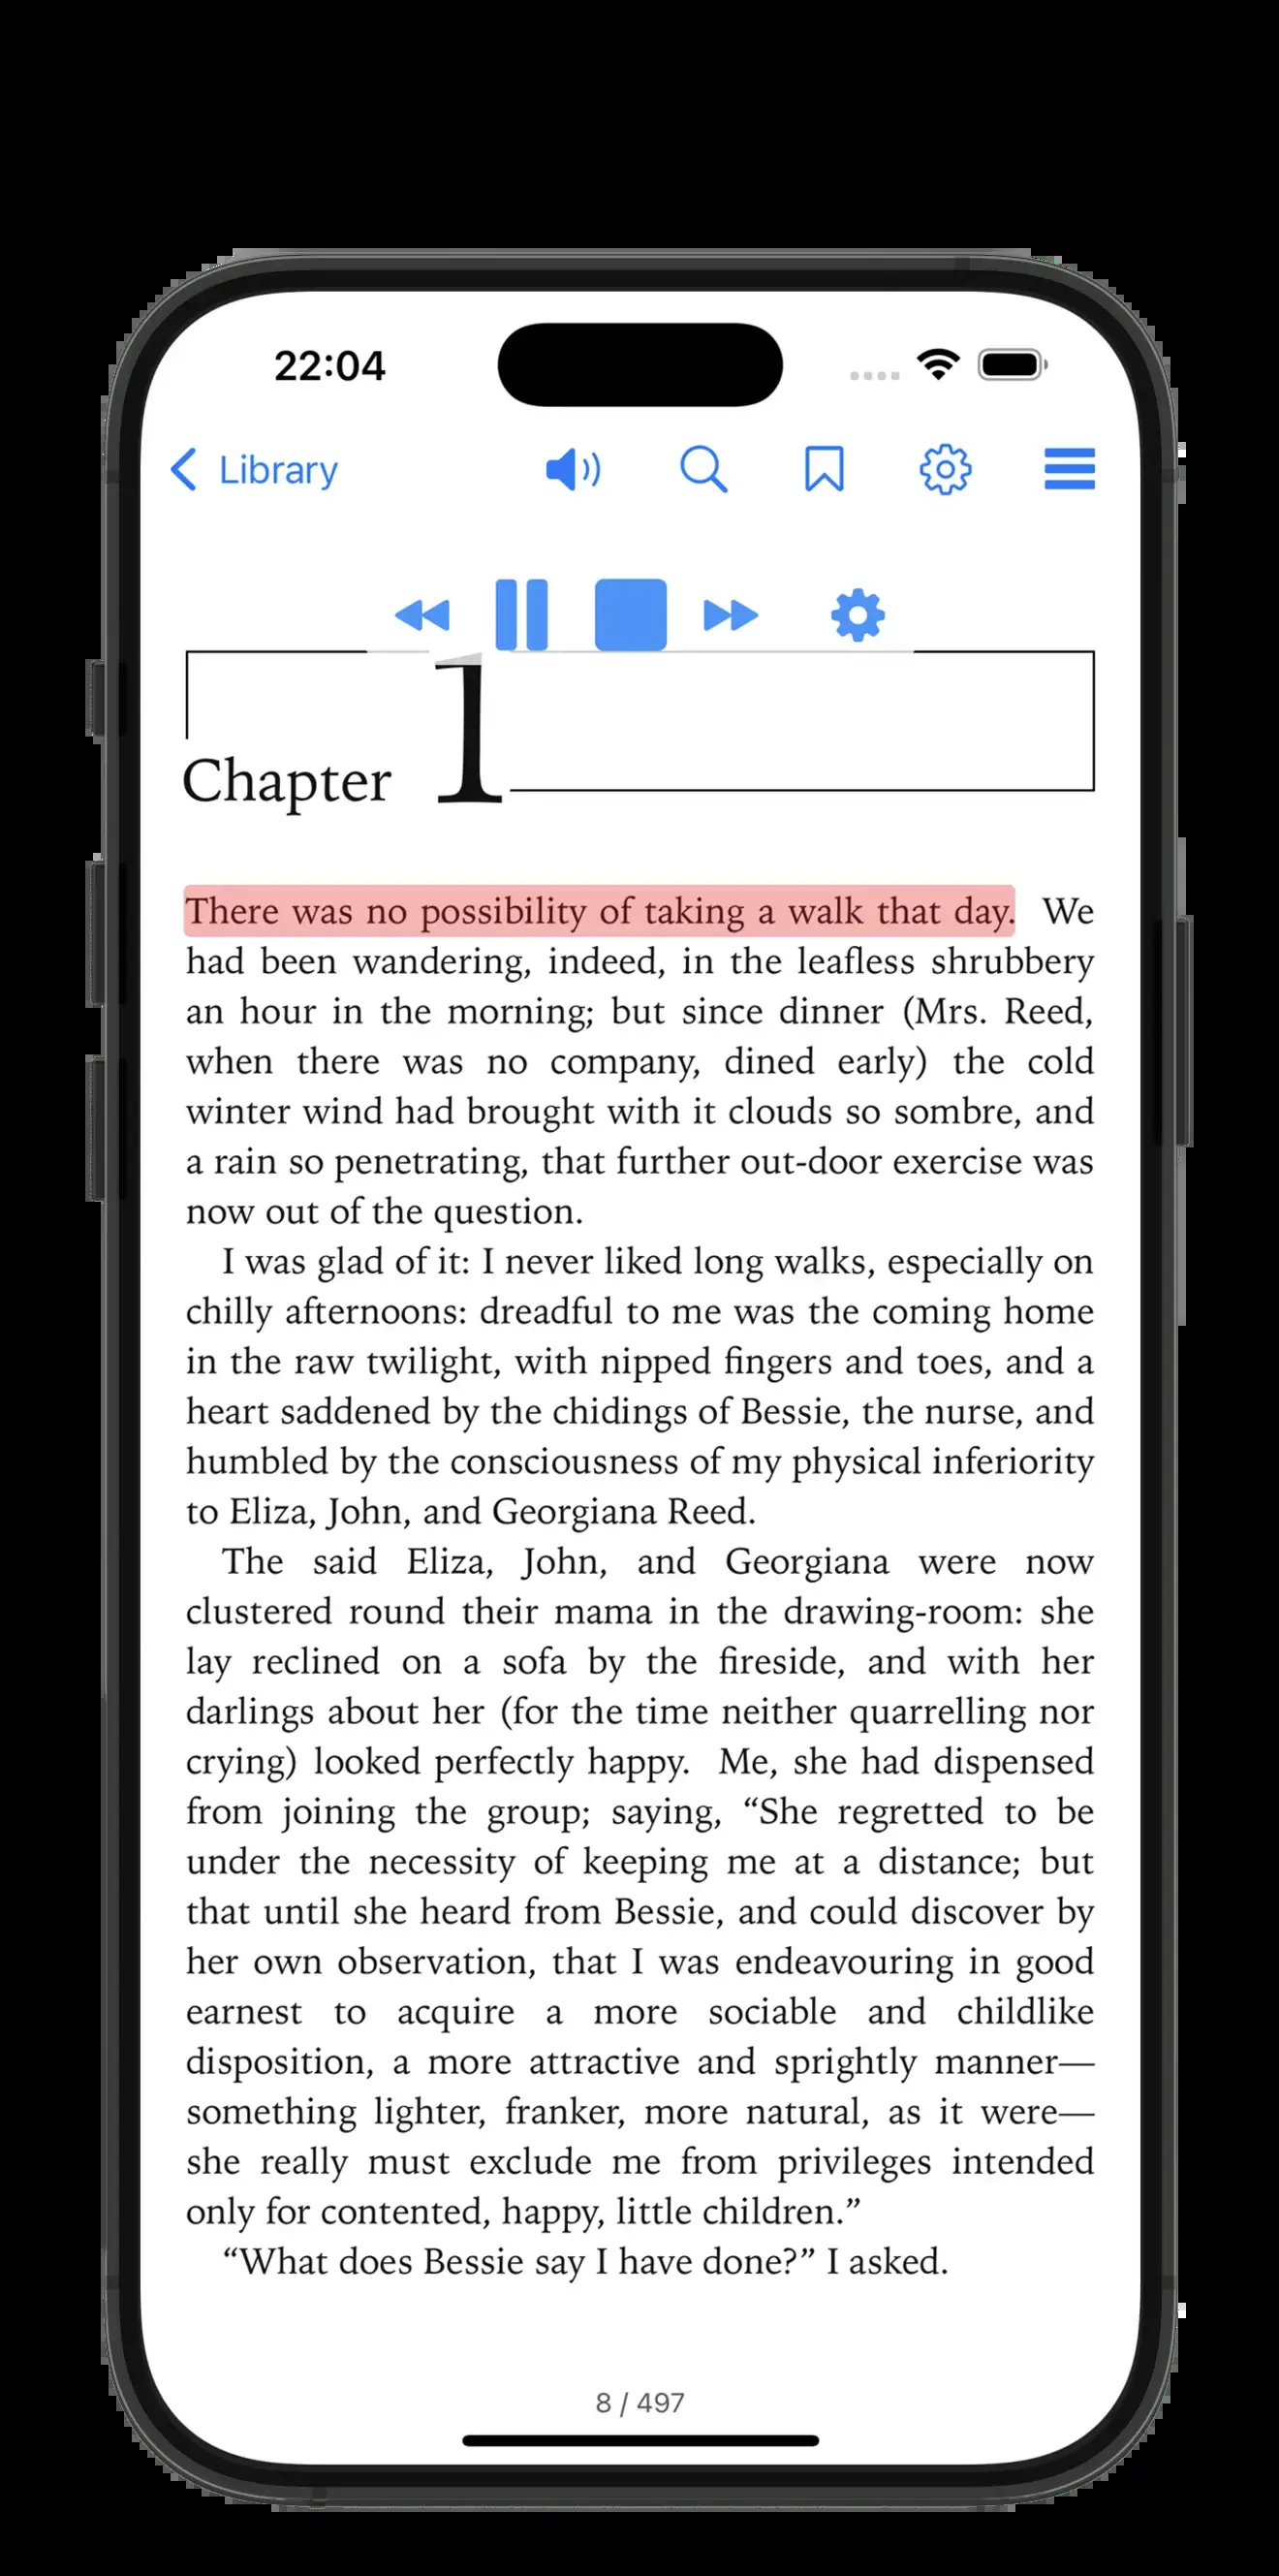 22:04
Library
Chapter 1
There was no possibility of taking a walk that day. We
had been wandering, indeed, in the leafless shrubbery
an hour in the morning; but since dinner (Mrs. Reed,
when there was no company, dined early) the cold
winter wind had brought with it clouds so sombre, and
a rain so penetrating, that further out-door exercise was
now out of the question.
I was glad of it: I never liked long walks, especially on
chilly afternoons: dreadful to me was the coming home
in the raw twilight, with nipped fingers and toes, and a
heart saddened by the chidings of Bessie, the nurse, and
humbled by the consciousness of my physical inferiority
to Eliza, John, and Georgiana Reed.
The said Eliza, John, and Georgiana were now
clustered round their mama in the drawing-room: she
lay reclined on a sofa by the fireside, and with her
darlings about her (for the time neither quarrelling nor
crying) looked perfectly happy. Me, she had dispensed
from joining the group; saying, “She regretted to be
under the necessity of keeping me at a distance; but
that until she heard from Bessie, and could discover by
her own observation, that I was endeavouring in good
earnest to acquire a more sociable and childlike
disposition, a more attractive and sprightly manner—
something lighter, franker, more natural, as it were—
she really must exclude me from privileges intended
only for contented, happy, little children.”
“What does Bessie say I have done?” I asked.
8 / 497